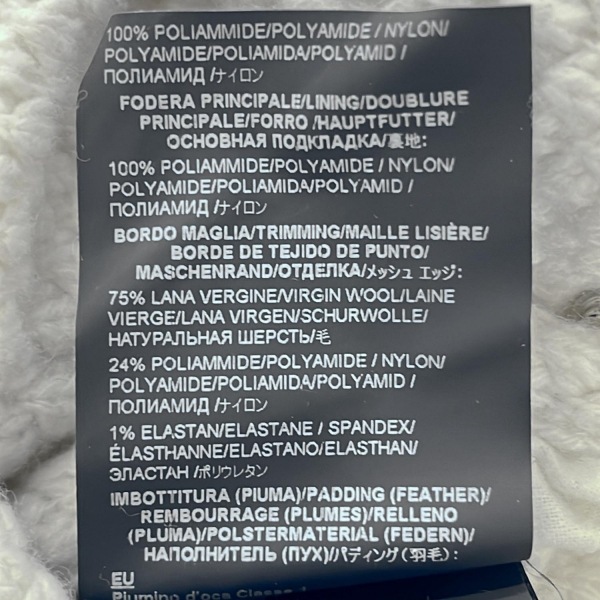 100% POLIAMMIDE/POLYAMIDE / NYLON/
POLYAMIDE/POLIAMIDA/POLYAMID /
ПОЛИАМИД /ナイロン
FODERA PRINCIPALE/LINING/DOUBLURE
PRINCIPALE/FORRO /HAUPTFUTTER/
ОСНОВНАЯ ПОДКЛАДКА/裏地:
100% POLIAMMIDE/POLYAMIDE / NYLON/
POLYAMIDE/POLIAMIDA/POLYAMID /
ПОЛИАМИД /ナイロン
BORDO MAGLIA/TRIMMING/MAILLE LISIÈRE/
BORDE DE TEJIDO DE PUNTO/
MASCHENRAND/ОТДЕЛКА/メッシュ エッジ:
75% LANA VERGINE/VIRGIN WOOL/LAINE
VIERGE/LANA VIRGEN/SCHURWOLLE/
НАТУРАЛЬНАЯ ШЕРСТЬ/毛
24% POLIAMMIDE/POLYAMIDE / NYLON/
POLYAMIDE/POLIAMIDA/POLYAMID /
ПОЛИАМИД /ナイロン
1% ELASTAN/ELASTANE / SPANDEX/
ÉLASTHANNE/ELASTANO/ELASTHAN/
ЭЛАСТАН /ポリウレタン
IMBOTTITURA (PIUMA)/PADDING (FEATHER)/
REMBOURRAGE (PLUMES)/RELLENO
(PLUMA)/POLSTERMATERIAL (FEDERN)/
НАПОЛНИТЕЛЬ (ПУХ)/パディング (羽毛):
EU
Piumino d'oca